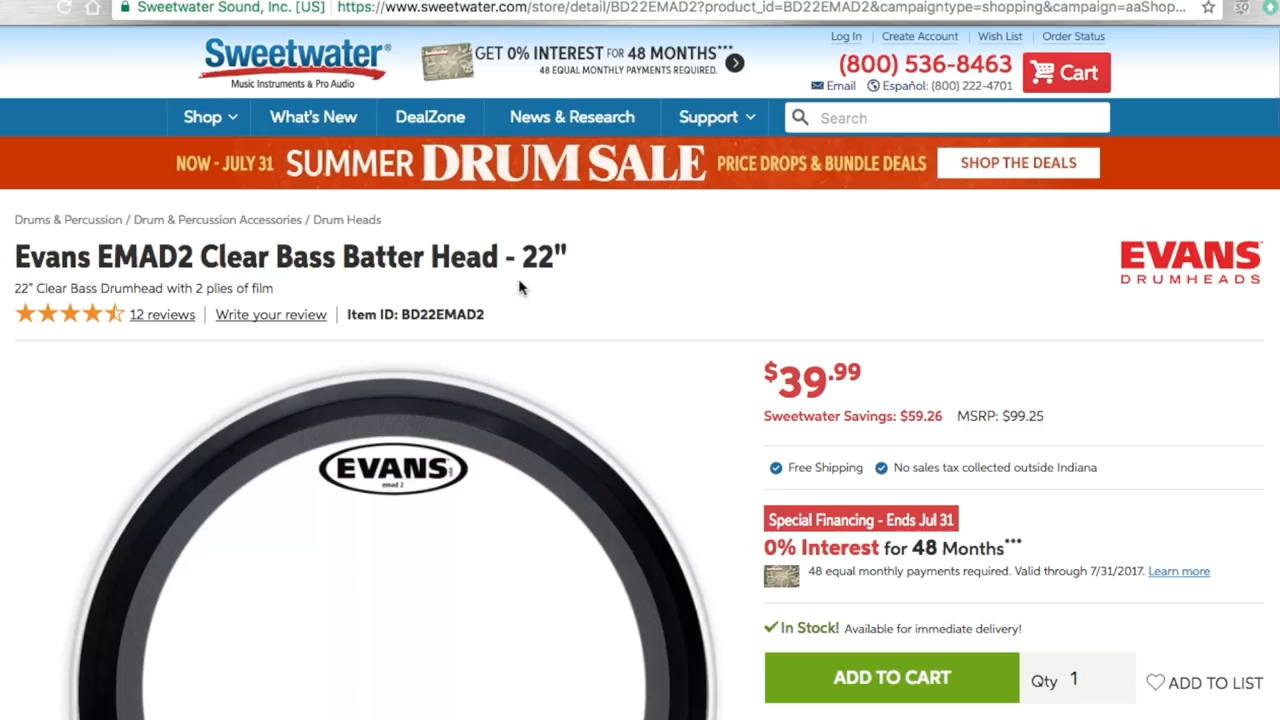 Sweetwater Sound, Inc. [US]
https://www.sweetwater.com/store/detail/BD22EMAD2?product_id=BD22EMAD2&campaigntype=shopping&campaign=aaShop...
Log In | Create Account | Wish List | Order Status
Sweetwater®
Music Instruments & Pro Audio
GET 0% INTEREST FOR 48 MONTHS***
48 EQUAL MONTHLY PAYMENTS REQUIRED.
(800) 536-8463
Email Español: (800) 222-4701
Cart
Shop What's New DealZone News & Research Support Search
NOW - JULY 31 SUMMER DRUM SALE PRICE DROPS & BUNDLE DEALS SHOP THE DEALS
Drums & Percussion / Drum & Percussion Accessories / Drum Heads
Evans EMAD2 Clear Bass Batter Head - 22"
22" Clear Bass Drumhead with 2 plies of film
12 reviews | Write your review | Item ID: BD22EMAD2
EVANS
DRUMHEADS
EVANS
emad 2
$39.99
Sweetwater Savings: $59.26 MSRP: $99.25
Free Shipping No sales tax collected outside Indiana
Special Financing - Ends Jul 31
0% Interest for 48 Months***
48 equal monthly payments required. Valid through 7/31/2017. Learn more
In Stock! Available for immediate delivery!
ADD TO CART Qty 1 ADD TO LIST